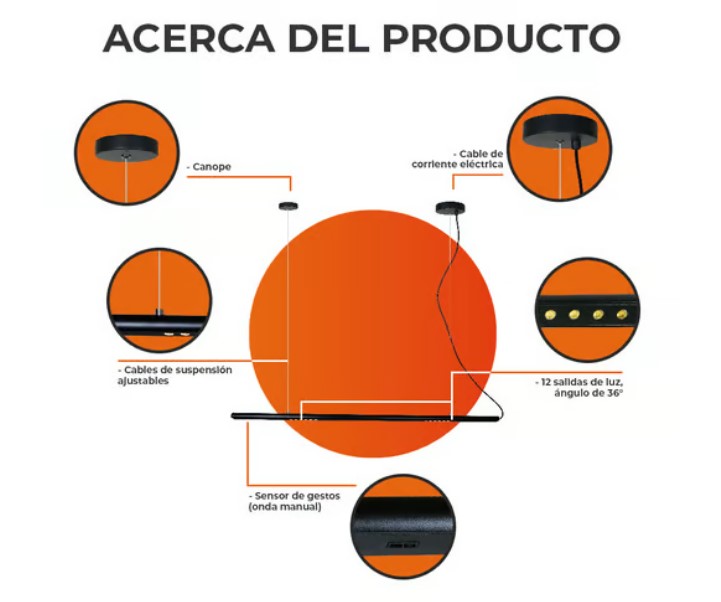 ACERCA DEL PRODUCTO
- Canope
- Cable de
corriente eléctrica
- Cables de suspensión
ajustables
- 12 salidas de luz,
ángulo de 36°
- Sensor de gestos
(onda manual)